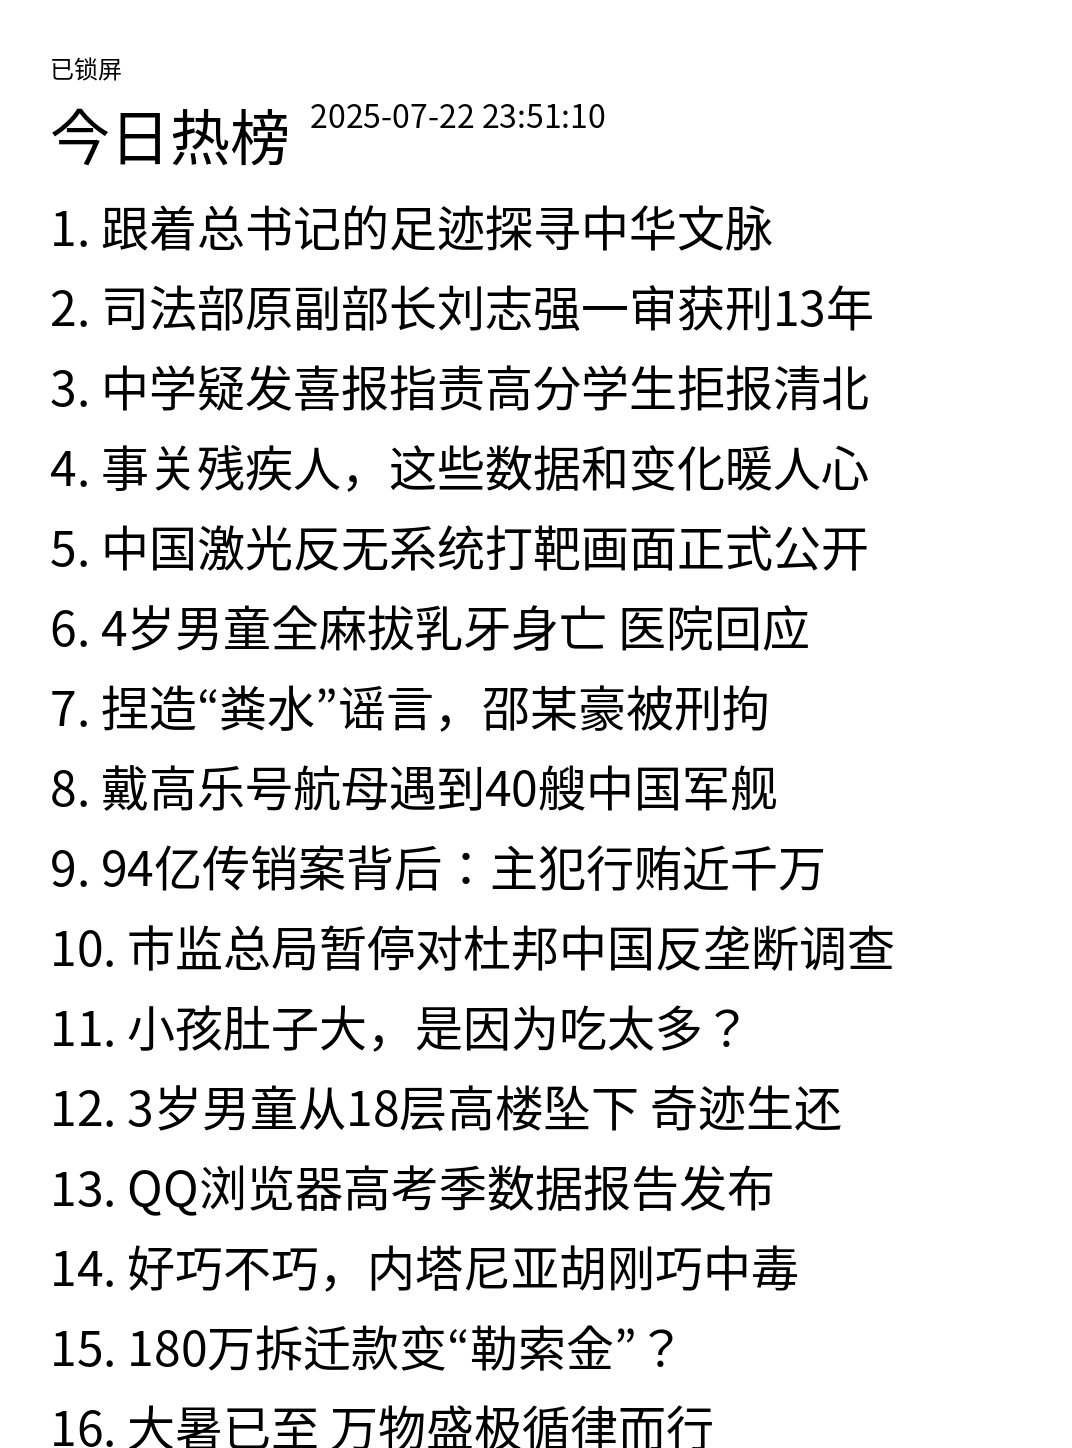 已锁屏
今日热榜 2025-07-22 23:51:10
1. 跟着总书记的足迹探寻中华文脉
2. 司法部原副部长刘志强一审获刑13年
3. 中学疑发喜报指责高分学生拒报清北
4. 事关残疾人，这些数据和变化暖人心
5. 中国激光反无系统打靶画面正式公开
6. 4岁男童全麻拔乳牙身亡 医院回应
7. 捏造“粪水”谣言，邵某豪被刑拘
8. 戴高乐号航母遇到40艘中国军舰
9. 94亿传销案背后：主犯行贿近千万
10. 市监总局暂停对杜邦中国反垄断调查
11. 小孩肚子大，是因为吃太多？
12. 3岁男童从18层高楼坠下 奇迹生还
13. QQ浏览器高考季数据报告发布
14. 好巧不巧，内塔尼亚胡刚巧中毒
15. 180万拆迁款变“勒索金”？
16. 大暑已至 万物盛极循律而行